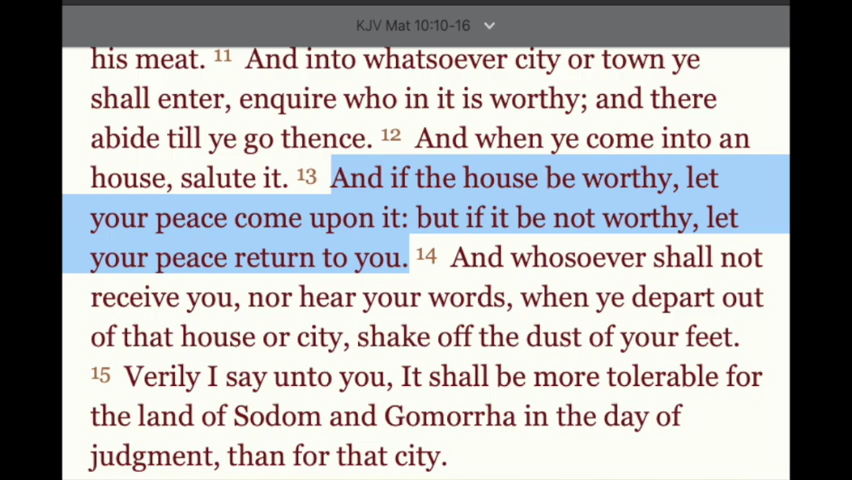 KJV Mat 10:10-16
his meat. 11 And into whatsoever city or town ye
shall enter, enquire who in it is worthy; and there
abide till ye go thence. 12 And when ye come into an
house, salute it. 13 And if the house be worthy, let
your peace come upon it: but if it be not worthy, let
your peace return to you. 14 And whosoever shall not
receive you, nor hear your words, when ye depart out
of that house or city, shake off the dust of your feet.
15 Verily I say unto you, It shall be more tolerable for
the land of Sodom and Gomorrha in the day of
judgment, than for that city.